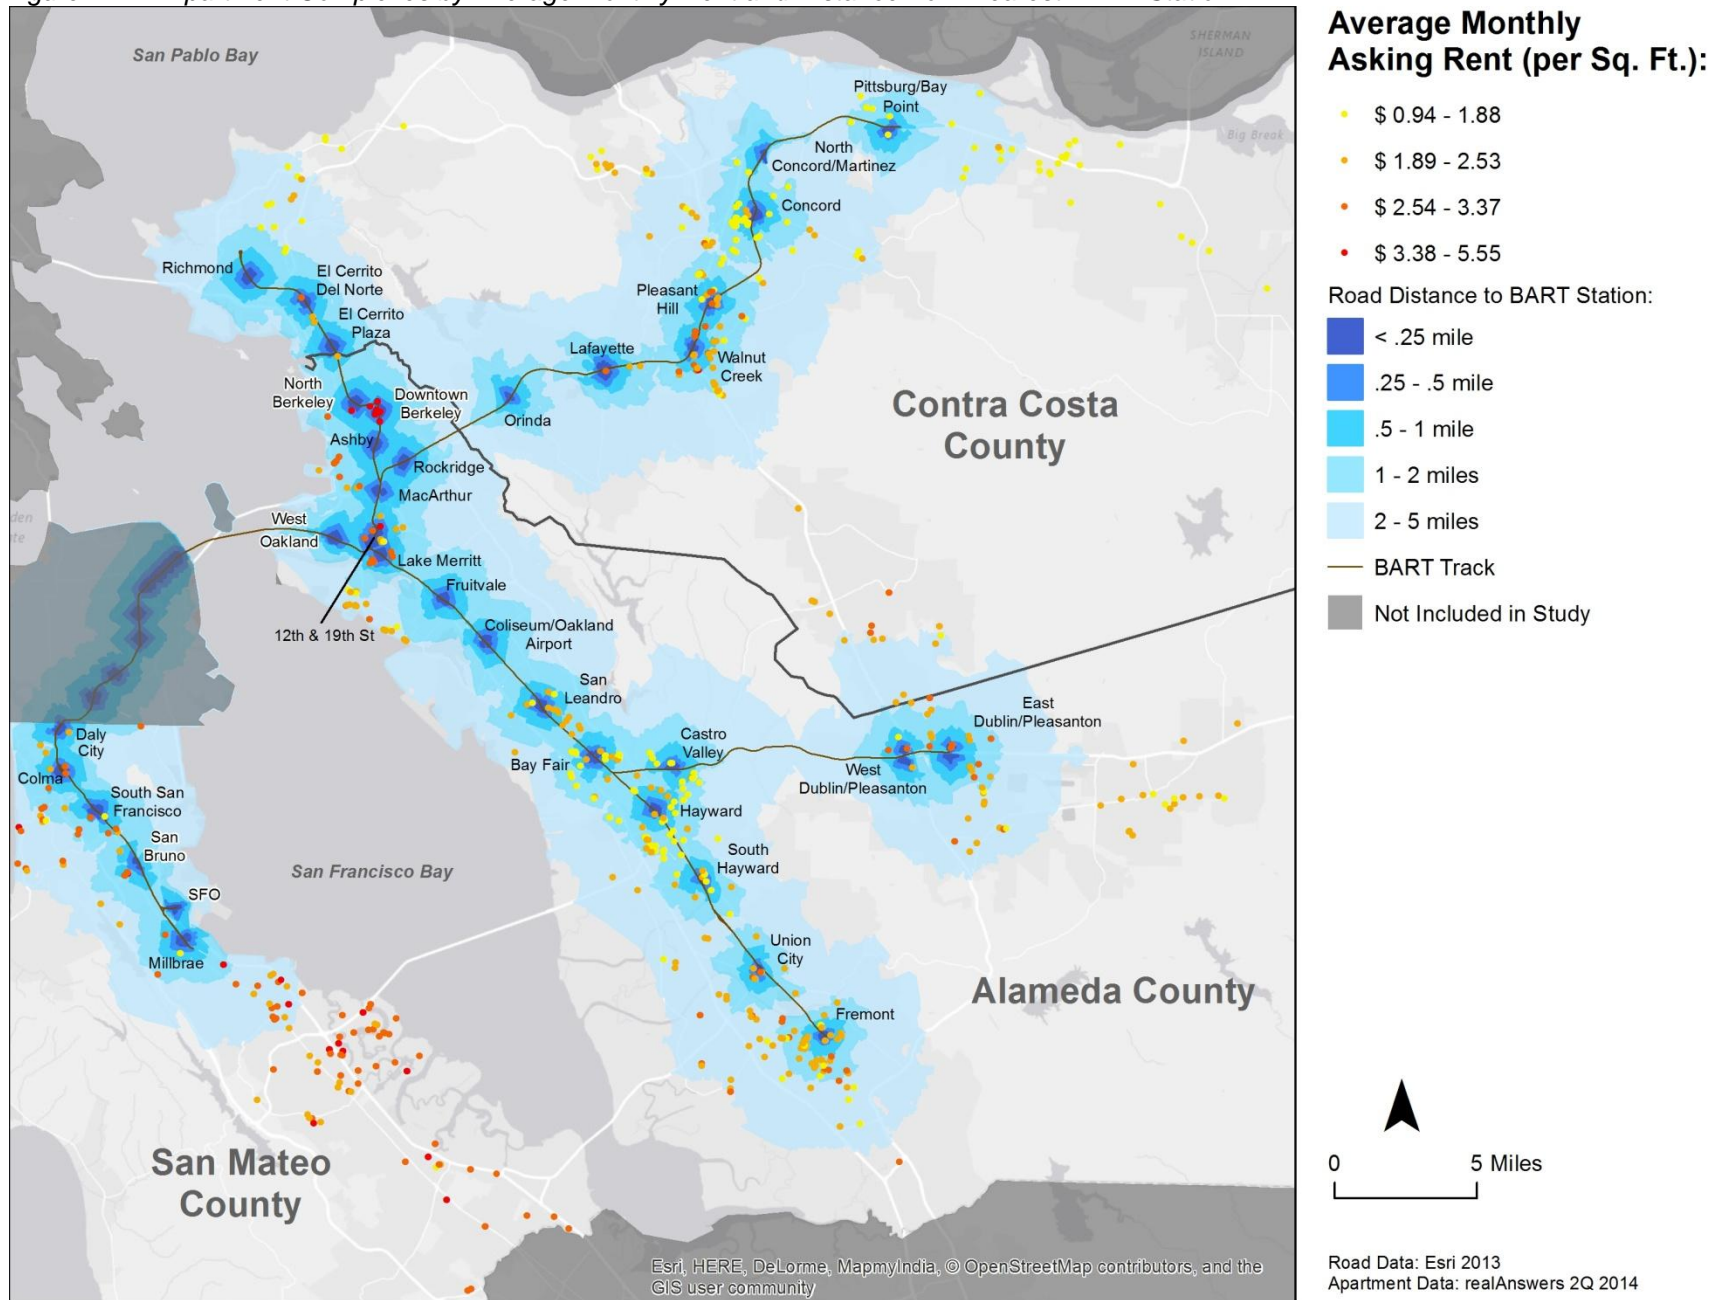 San Pablo Bay
SHERMAN
ISLAND
Pittsburg/Bay
Point
Big Break
North
Concord/Martinez
Concord
Richmond
El Cerrito
Del Norte
El Cerrito
Plaza
Pleasant
Hill
Lafayette
Walnut
Creek
North
Berkeley
Downtown
Berkeley
Orinda
Contra Costa
County
Ashby
Rockridge
MacArthur
West
Oakland
Lake Merritt
Fruitvale
12th & 19th St
Coliseum/Oakland
Airport
San
Leandro
East
Dublin/Pleasanton
Daly
City
Castro
Valley
Bay Fair
Colma
West
Dublin/Pleasanton
South San
Francisco
Hayward
San
Bruno
South
Hayward
San Francisco Bay
SFO
Union
City
Millbrae
Alameda County
Fremont
San Mateo
County
Esri, HERE, DeLorme, MapmyIndia, © OpenStreetMap contributors, and the
GIS user community
Average Monthly
Asking Rent (per Sq. Ft.):
$ 0.94 - 1.88
$ 1.89 - 2.53
$ 2.54 - 3.37
$ 3.38 - 5.55
Road Distance to BART Station:
< .25 mile
.25 - .5 mile
.5 - 1 mile
1 - 2 miles
2 - 5 miles
BART Track
Not Included in Study
0 5 Miles
Road Data: Esri 2013
Apartment Data: realAnswers 2Q 2014